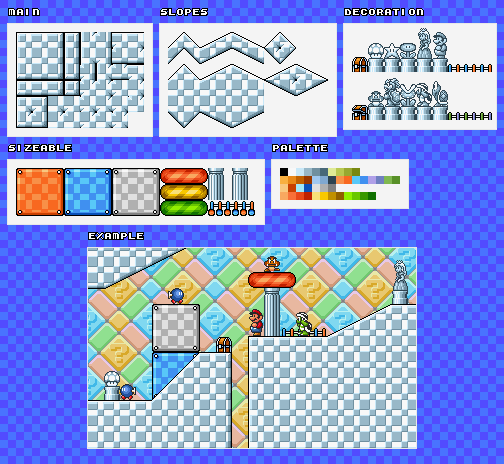 MAIN
SLOPES
DECORATION
SIZEABLE
PALETTE
EXAMPLE